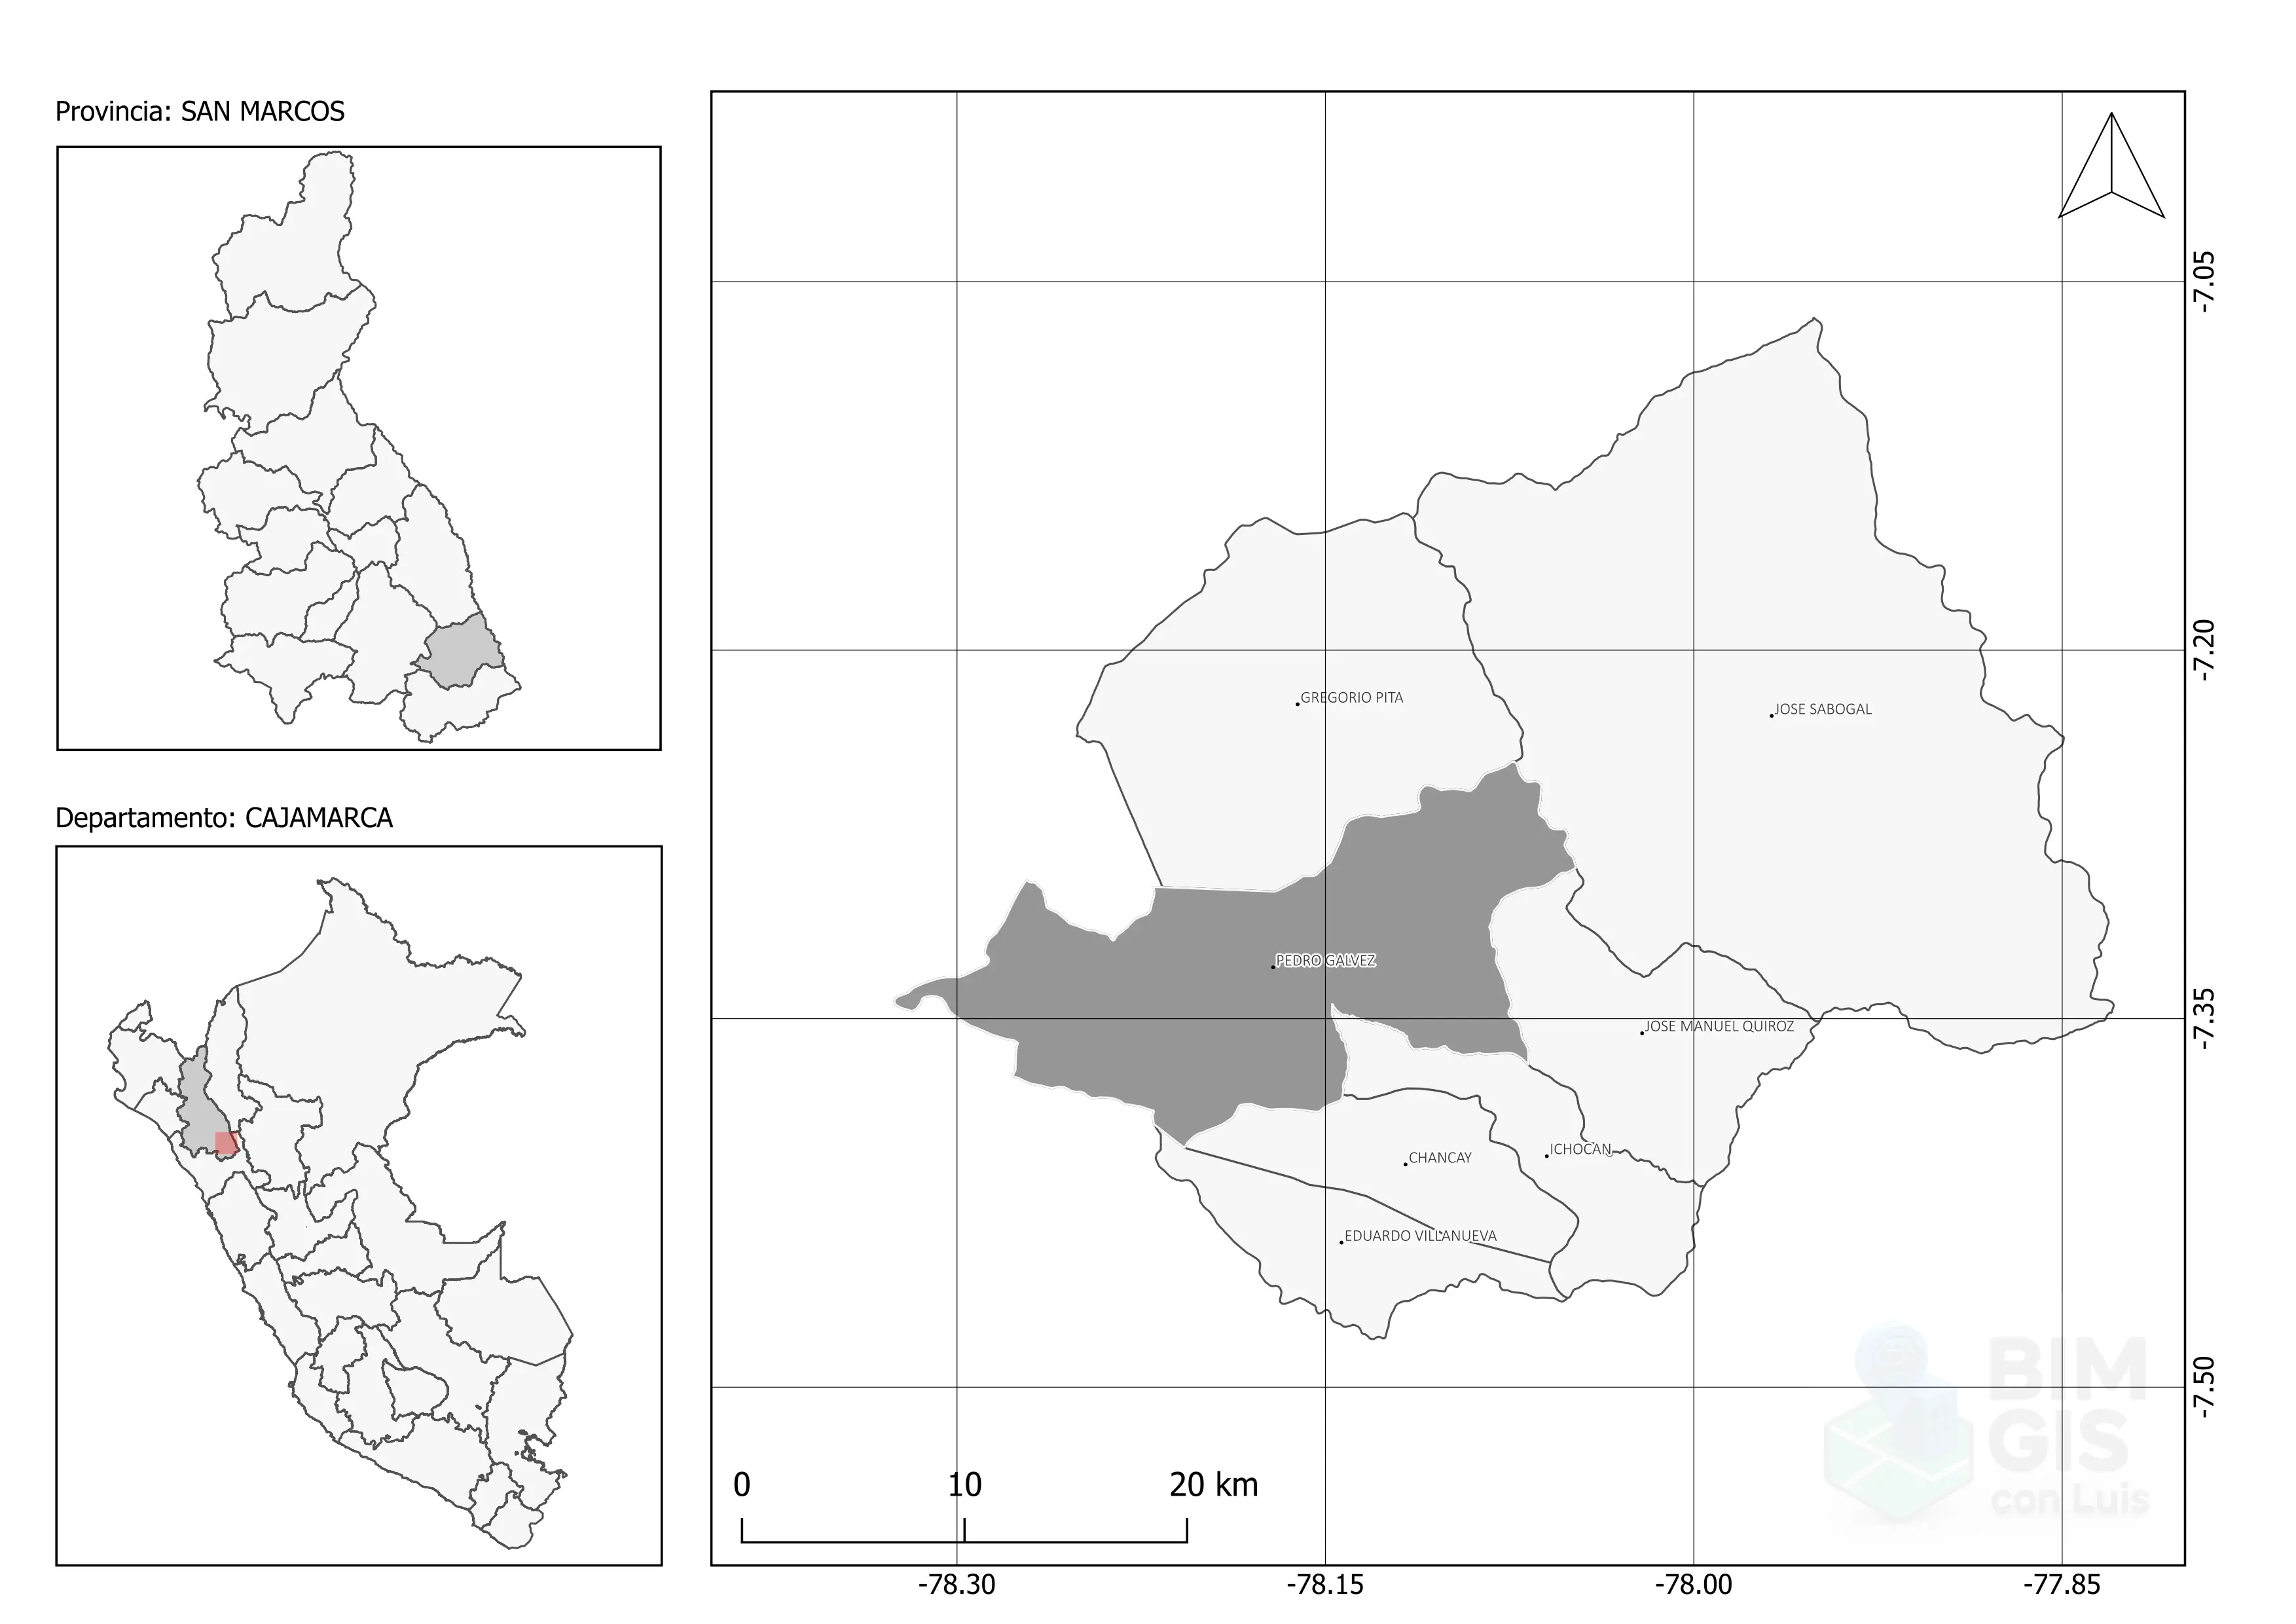 Provincia: SAN MARCOS
Departamento: CAJAMARCA
GREGORIO PITA
JOSE SABOGAL
PEDRO GALVEZ
JOSE MANUEL QUIROZ
CHANCAY
ICHOCAN
EDUARDO VILLANUEVA
-7.05
-7.20
-7.35
-7.50
BIM
GIS
con Luis
0 10 20 km
-78.30 -78.15 -78.00 -77.85